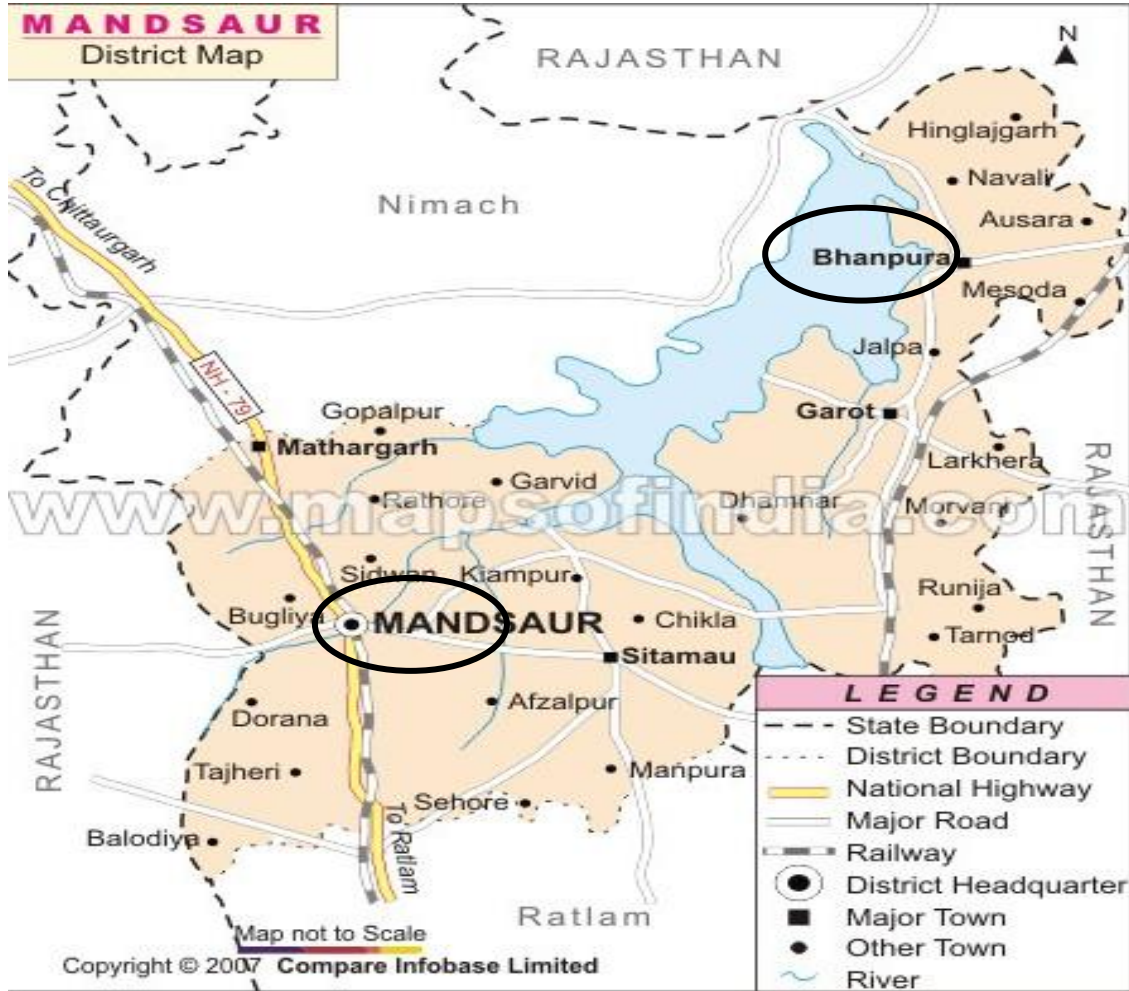 MANDSAUR
District Map
RAJASTHAN
N
Hinglajgarh
Navali
Ausara
To Chittaurgarh
Nimach
Bhanpura
Mesoda
Jalpa
NH - 79
Gopalpur
Mathargarh
Garot
Larkhera
Garvid
Rathore
Dhamnar
Morvani
www.mapsofindia.com
RAJASTHAN
Sidwan
Kiampur
Bugliya
MANDSAUR
Chikla
Runija
Tarnod
Sitamau
RAJASTHAN
Dorana
Afzalpur
Tajheri
Manpura
Sehore
Balodiya
To Ratlam
Ratlam
LEGEND
State Boundary
District Boundary
National Highway
Major Road
Railway
District Headquarter
Major Town
Other Town
River
Map not to Scale
Copyright © 2007 Compare Infobase Limited